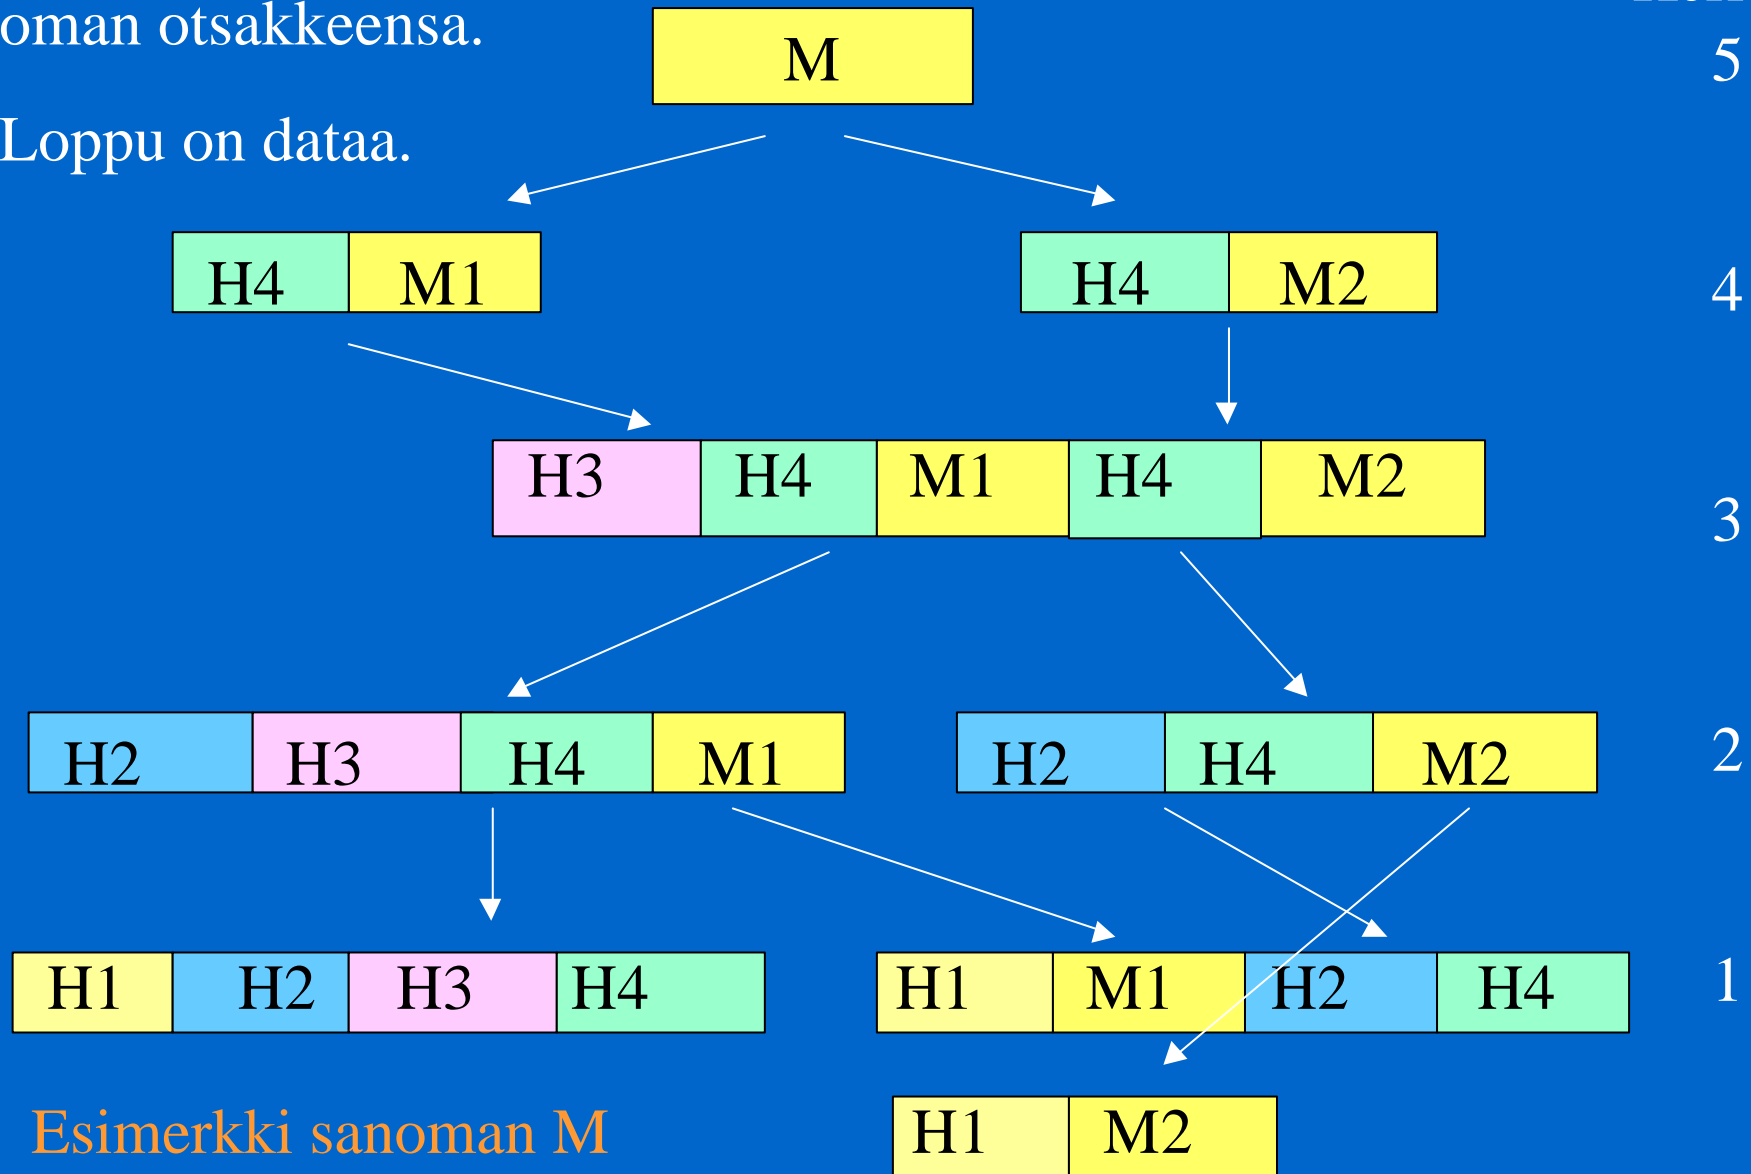 oman otsakkeensa.
M
5
Loppu on dataa.
H4 M1 H4 M2
4
H3 H4 M1 H4 M2
3
H2 H3 H4 M1 H2 H4 M2
2
H1 H2 H3 H4 H1 M1 H2 H4
1
Esimerkki sanoman M
H1 M2